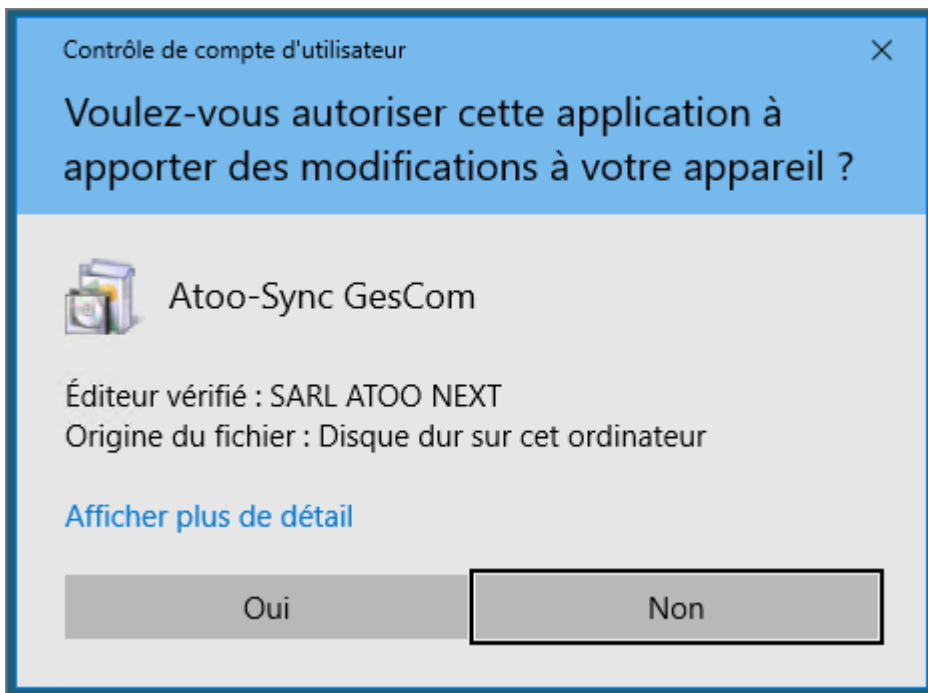 Contrôle de compte d'utilisateur
Voulez-vous autoriser cette application à
apporter des modifications à votre appareil ?
Atoo-Sync GesCom
Éditeur vérifié : SARL ATOO NEXT
Origine du fichier : Disque dur sur cet ordinateur
Afficher plus de détail
Oui
Non